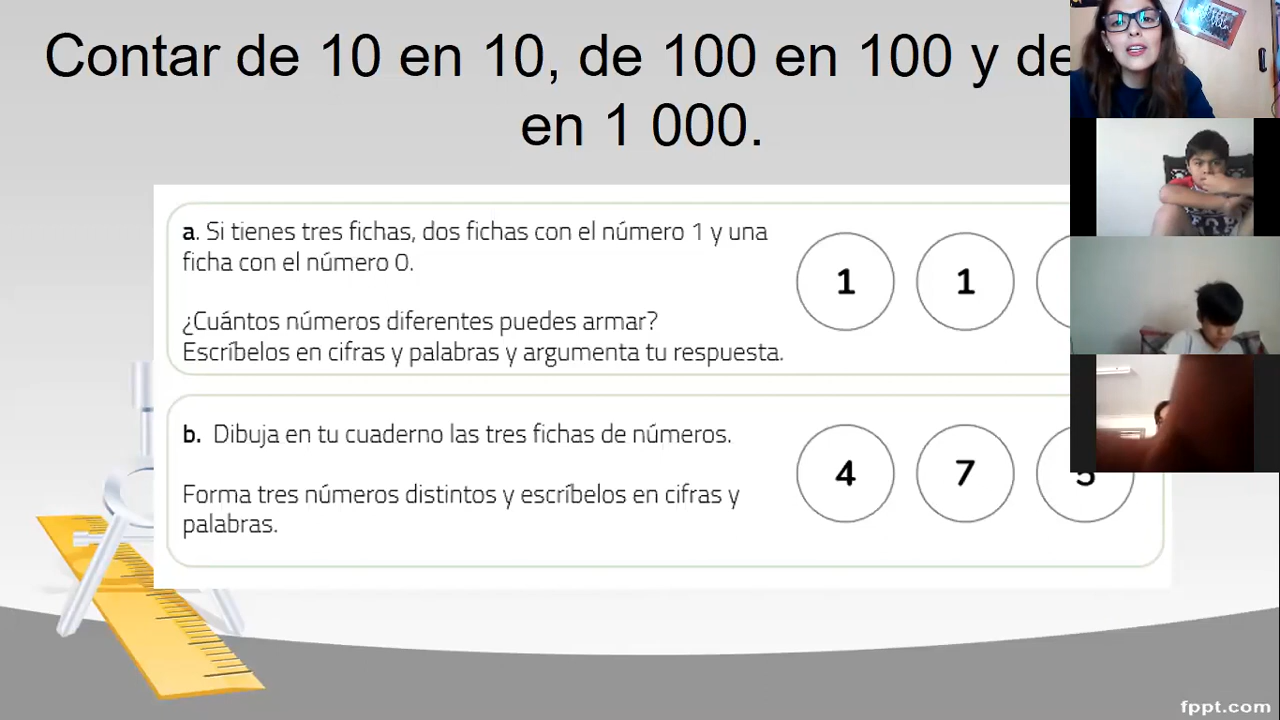 Contar de 10 en 10, de 100 en 100 y de
en 1 000.
a. Si tienes tres fichas, dos fichas con el número 1 y una
ficha con el número 0.
¿Cuántos números diferentes puedes armar?
Escríbelos en cifras y palabras y argumenta tu respuesta.
1 1
b. Dibuja en tu cuaderno las tres fichas de números.
Forma tres números distintos y escríbelos en cifras y
palabras.
4 7 5
fppt.com